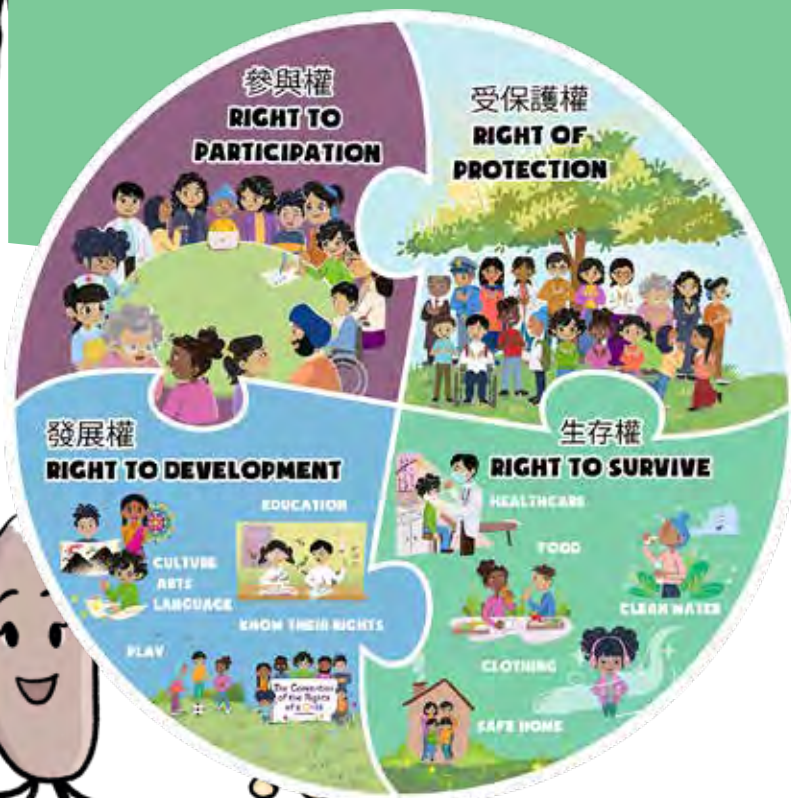 參與權
RIGHT TO
PARTICIPATION
受保護權
RIGHT OF
PROTECTION
發展權
RIGHT TO DEVELOPMENT
EDUCATION
CULTURE
ARTS
LANGUAGE
KNOW THEIR RIGHTS
PLAY
The Convention
of the Rights
of a Child
生存權
RIGHT TO SURVIVE
HEALTHCARE
FOOD
CLEAN WATER
CLOTHING
SAFE HOME